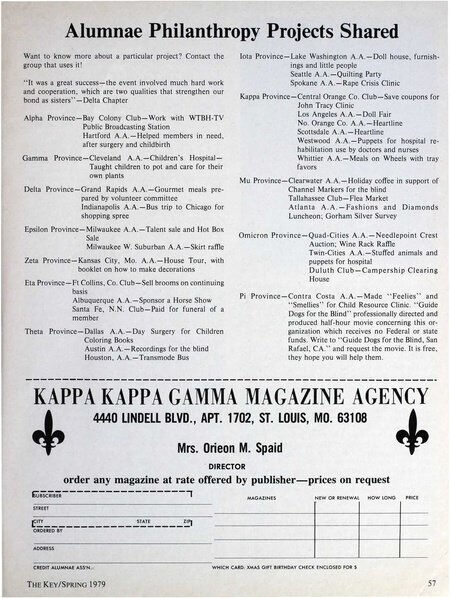 Alumnae Philanthropy Projects Shared
Want to know more about a particular project? Contact the
group that uses it!
"It was a great success—the event involved much hard work
and cooperation, which are two qualities that strengthen our
bond as sisters"—Delta Chapter
Alpha Province—Bay Colony Club—Work with WTBH-TV
Public Broadcasting Station
Hartford A.A.—Helped members in need,
after surgery and childbirth
Gamma Province—Cleveland A.A.—Children's Hospital—
Taught children to pot and care for their
own plants
Delta Province—Grand Rapids A.A.—Gourmet meals pre-
pared by volunteer committee
Indianapolis A.A.—Bus trip to Chicago for
shopping spree
Epsilon Province—Milwaukee A.A.—Talent sale and Hot Box
Sale
Milwaukee W. Suburban A.A.—Skirt raffle
Zeta Province—Kansas City, Mo. A.A.—House Tour, with
booklet on how to make decorations
Eta Province—Ft Collins, Co. Club—Sell brooms on continuing
basis
Albuquerque A.A.—Sponsor a Horse Show
Santa Fe, N.N. Club—Paid for funeral of a
member
Theta Province—Dallas A.A.—Day Surgery for Children
Coloring Books
Austin A.A.—Recordings for the blind
Houston, A.A.—Transmode Bus
Iota Province—Lake Washington A.A.—Doll house, furnish-
ings and little people
Seattle A.A.—Quilting Party
Spokane A.A.—Rape Crisis Clinic
Kappa Province—Central Orange Co. Club—Save coupons for
John Tracy Clinic
Los Angeles A.A.—Doll Fair
No. Orange Co. A.A.—Heartline
Scottsdale A.A.—Heartline
Westwood A.A.—Puppets for hospital re-
habilitation use by doctors and nurses
Whittier A.A.—Meals on Wheels with tray
favors
Mu Province—Clearwater A.A.—Holiday coffee in support of
Channel Markers for the blind
Tallahassee Club—Flea Market
Atlanta A.A.—Fashions and Diamonds
Luncheon; Gorham Silver Survey
Omicron Province—Quad-Cities A.A.—Needlepoint Crest
Auction; Wine Rack Raffle
Twin-Cities A.A.—Stuffed animals and
puppets for hospital
Duluth Club—Campership Clearing
House
Pi Province—Contra Costa A.A.—Made "Feelies" and
"Smellies" for Child Resource Clinic. "Guide
Dogs for the Blind" professionally directed and
produced half-hour movie concerning this or-
ganization which receives no Federal or state
funds. Write to "Guide Dogs for the Blind, San
Rafael, CA." and request the movie. It is free,
they hope you will help them.
KAPPA KAPPA GAMMA MAGAZINE AGENCY
4440 LINDELL BLVD., APT. 1702, ST. LOUIS, MO. 63108
Mrs. Orieon M. Spaid
DIRECTOR
order any magazine at rate offered by publisher—prices on request
SUBSCRIBER
MAGAZINES NEW OR RENEWAL HOW LONG PRICE
STREET
CITY STATE ZIP
ORDERED BY
ADDRESS
CREDIT ALUMNAE ASS'N.: WHICH CARD: XMAS GIFT BIRTHDAY CHECK ENCLOSED FOR $
THE KEY/SPRING 1979 57